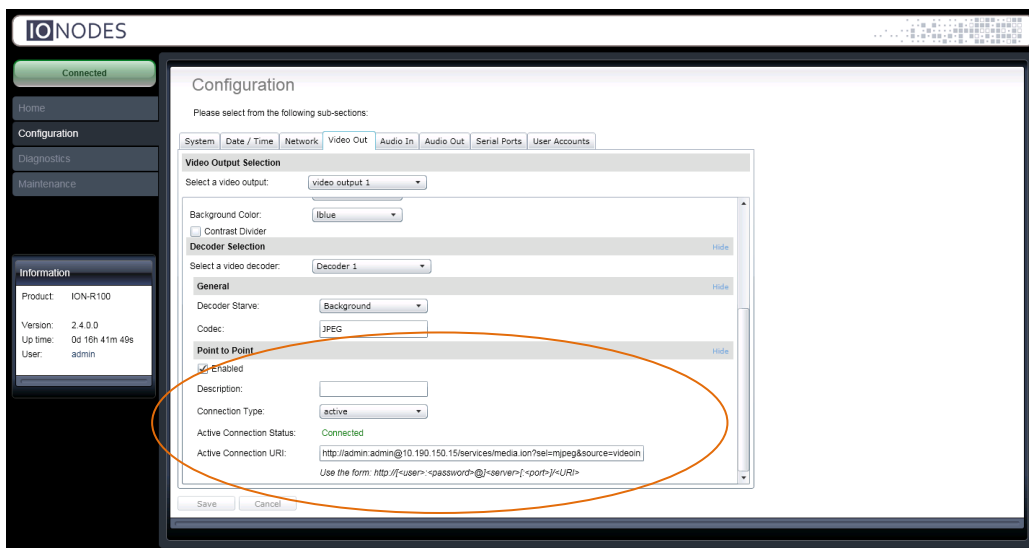 IONODES
Connected
Home
Configuration
Diagnostics
Maintenance
Information
Product: ION-R100
Version: 2.4.0.0
Up time: 0d 16h 41m 49s
User: admin
Configuration
Please select from the following sub-sections:
System Date / Time Network Video Out Audio In Audio Out Serial Ports User Accounts
Video Output Selection
Select a video output: video output 1
Background Color: lblue
Contrast Divider
Decoder Selection Hide
Select a video decoder: Decoder 1
General Hide
Decoder Starve: Background
Codec: JPEG
Point to Point Hide
Enabled
Description:
Connection Type: active
Active Connection Status: Connected
Active Connection URI: http://admin:admin@10.190.150.15/services/media.ion?sel=mjpeg&source=videoin
Use the form: http://[<user>:<password>@]<server>[:<port>]/<URI>
Save Cancel